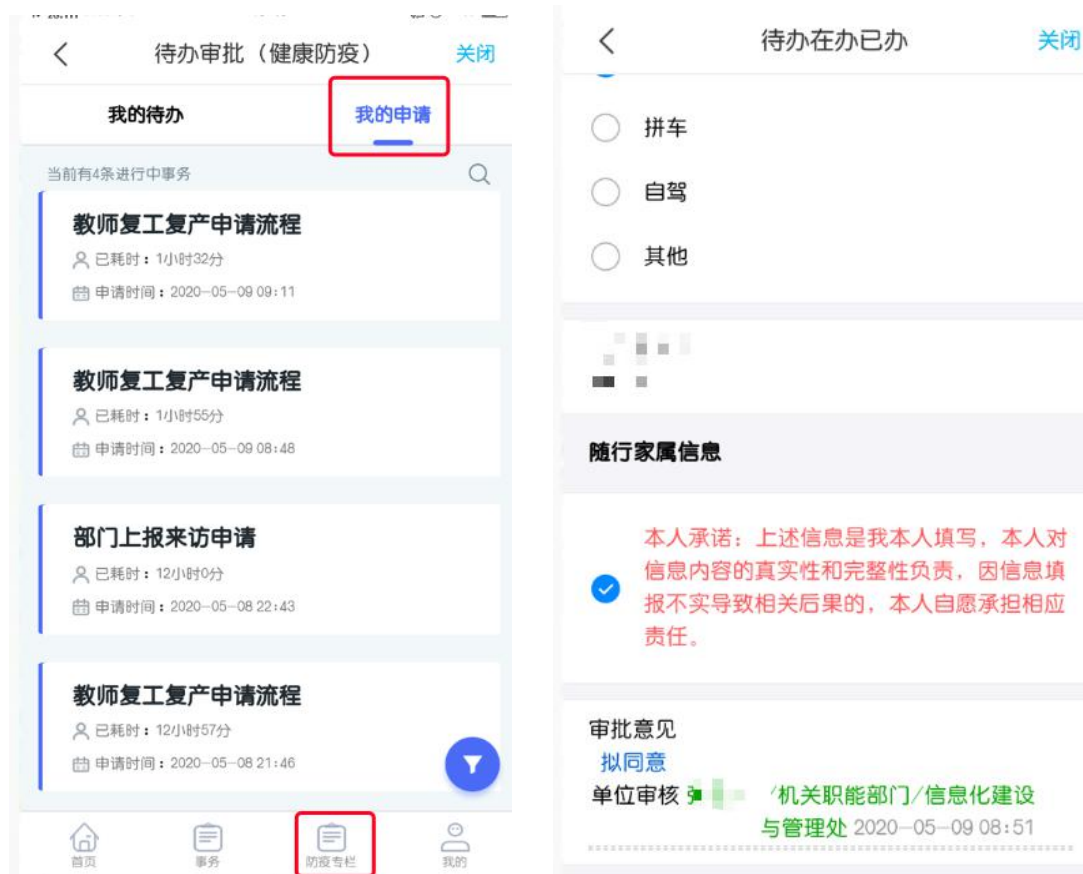 待办审批（健康防疫）
关闭
我的待办
我的申请
当前有4条进行中事务
教师复工复产申请流程
已耗时：1小时32分
申请时间：2020-05-09 09:11
教师复工复产申请流程
已耗时：1小时55分
申请时间：2020-05-09 08:48
部门上报来访申请
已耗时：12小时0分
申请时间：2020-05-08 22:43
教师复工复产申请流程
已耗时：12小时57分
申请时间：2020-05-08 21:46
首页
事务
防疫专栏
我的
待办在办已办
关闭
拼车
自驾
其他
随行家属信息
本人承诺：上述信息是我本人填写，本人对
信息内容的真实性和完整性负责，因信息填
报不实导致相关后果的，本人自愿承担相应
责任。
审批意见
拟同意
单位审核 /机关职能部门/信息化建设
与管理处 2020-05-09 08:51